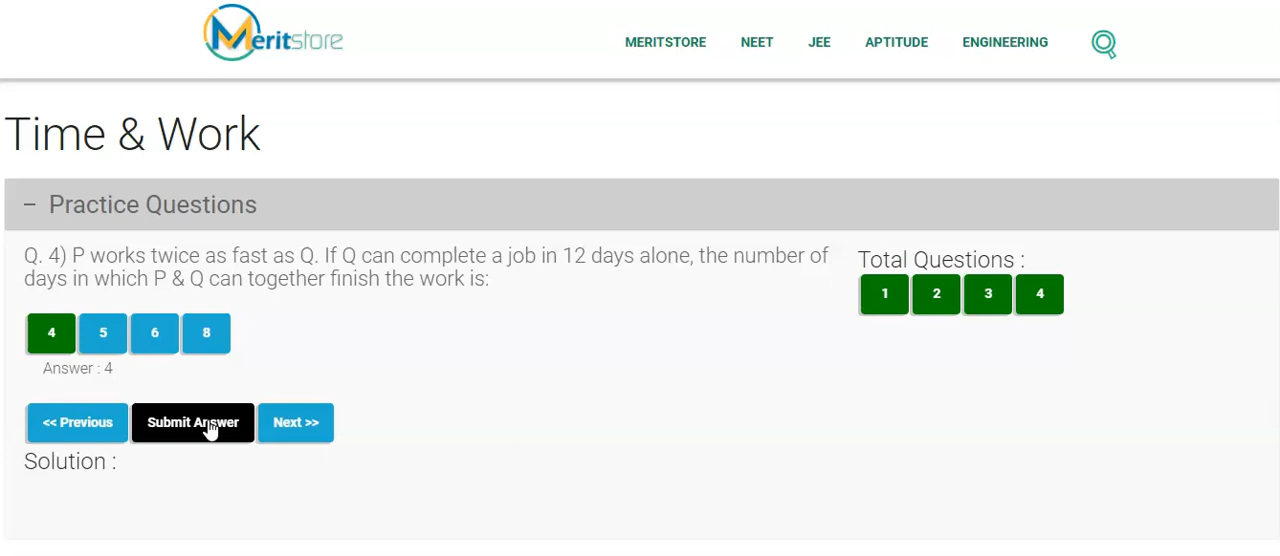 Meritstore
MERITSTORE NEET JEE APTITUDE ENGINEERING
Time & Work
− Practice Questions
Q. 4) P works twice as fast as Q. If Q can complete a job in 12 days alone, the number of
days in which P & Q can together finish the work is:
Total Questions :
1 2 3 4
4 5 6 8
Answer : 4
<< Previous Submit Answer Next >>
Solution :